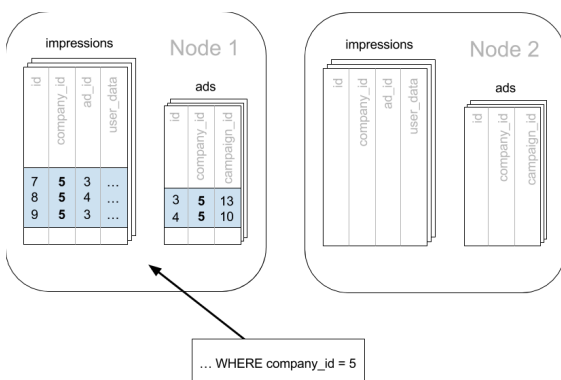 Node 1
impressions
id company_id ad_id user_data
7 5 3 …
8 5 4 …
9 5 3 …
ads
id company_id campaign_id
3 5 13
4 5 10
Node 2
impressions
id company_id ad_id user_data
ads
id company_id campaign_id
… WHERE company_id = 5